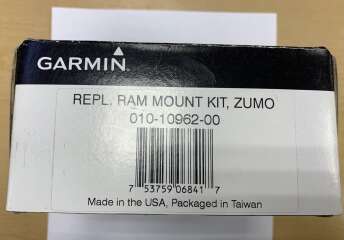 GARMIN
REPL. RAM MOUNT KIT, ZUMO
010-10962-00
7 53759 06841 7
Made in the USA, Packaged in Taiwan